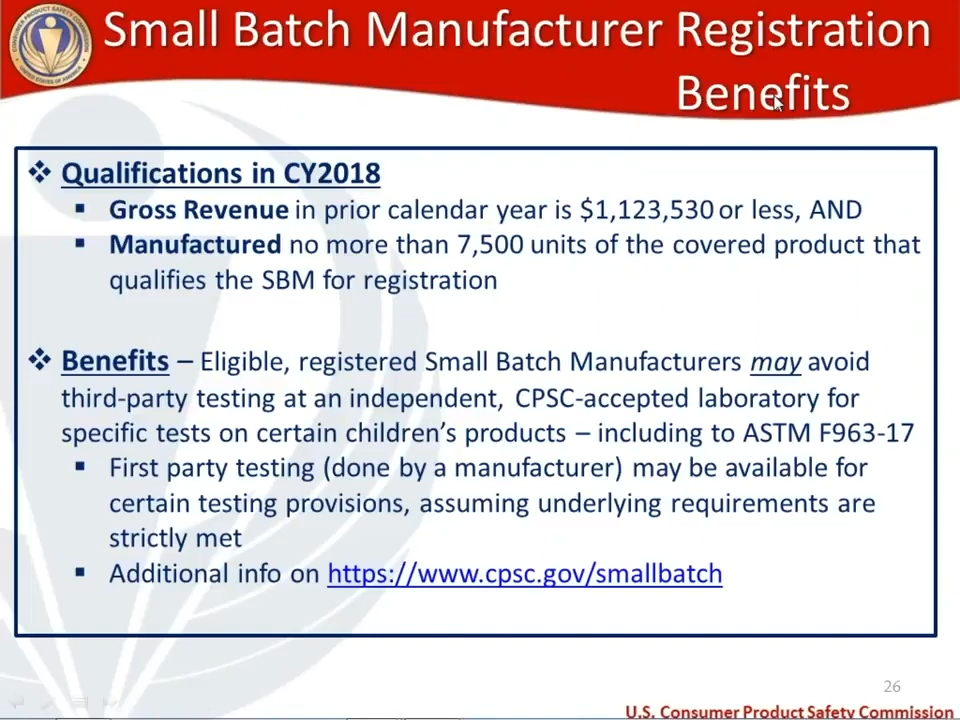 Small Batch Manufacturer Registration
Benefits
❖ Qualifications in CY2018
▪ Gross Revenue in prior calendar year is $1,123,530 or less, AND
▪ Manufactured no more than 7,500 units of the covered product that
qualifies the SBM for registration
❖ Benefits – Eligible, registered Small Batch Manufacturers may avoid
third-party testing at an independent, CPSC-accepted laboratory for
specific tests on certain children's products – including to ASTM F963-17
▪ First party testing (done by a manufacturer) may be available for
certain testing provisions, assuming underlying requirements are
strictly met
▪ Additional info on https://www.cpsc.gov/smallbatch
26
U.S. Consumer Product Safety Commission